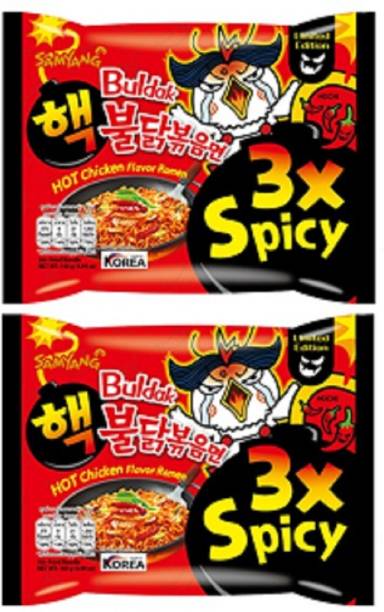 SAMYANG
Buldak
Limited
Edition
핵
불닭볶음면
HOT Chicken Flavor Ramen
3x
Spicy
KOREA
SAMYANG
Buldak
Limited
Edition
핵
불닭볶음면
HOT Chicken Flavor Ramen
3x
Spicy
KOREA